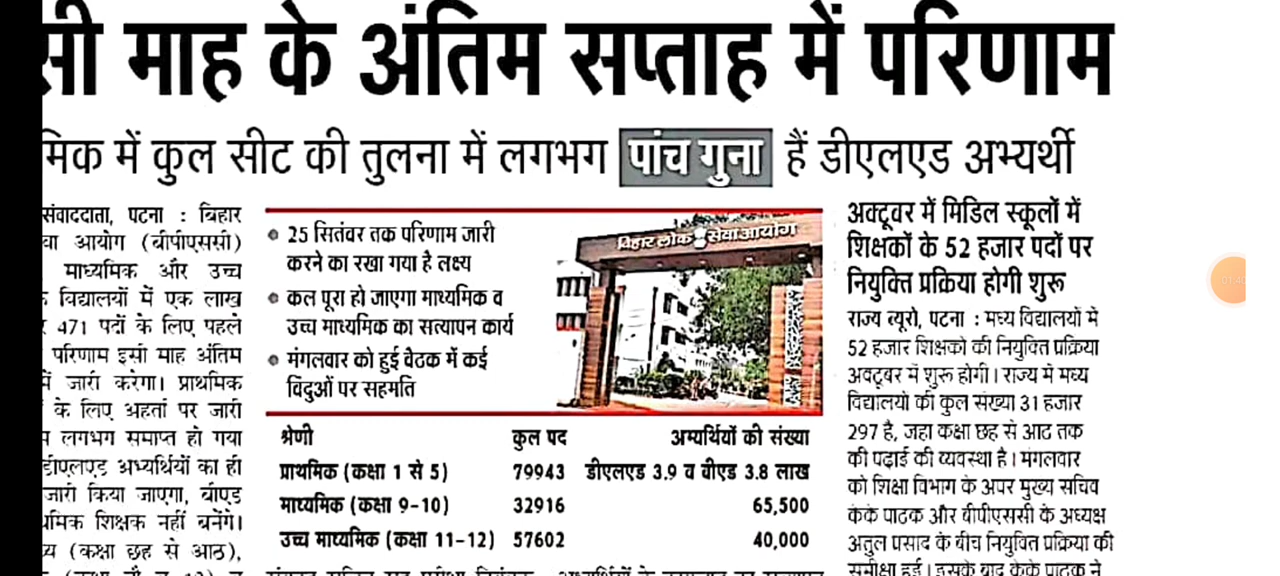 सी माह के अंतिम सप्ताह में परिणाम
मिक में कुल सीट की तुलना में लगभग पांच गुना हैं डीएलएड अभ्यर्थी
संवाददाता, पटना : बिहार
वा आयोग (बीपीएससी)
माध्यमिक और उच्च
विद्यालयों में एक लाख
471 पदों के लिए पहले
परिणाम इसी माह अंतिम
में जारी करेगा। प्राथमिक
के लिए अहर्ता पर जारी
लगभग समाप्त हो गया
डीएलएड अभ्यर्थियों का ही
जारी किया जाएगा, बीएड
थमिक शिक्षक नहीं बनेंगे।
(कक्षा छह से आठ),
25 सितंबर तक परिणाम जारी
करने का रखा गया है लक्ष्य
कल पूरा हो जाएगा माध्यमिक व
उच्च माध्यमिक का सत्यापन कार्य
मंगलवार को हुई बैठक में कई
बिंदुओं पर सहमति
बिहार लोक सेवा आयोग
श्रेणी कुल पद अभ्यर्थियों की संख्या
प्राथमिक (कक्षा 1 से 5) 79943 डीएलएड 3.9 व बीएड 3.8 लाख
माध्यमिक (कक्षा 9-10) 32916 65,500
उच्च माध्यमिक (कक्षा 11-12) 57602 40,000
अक्टूबर में मिडिल स्कूलों में
शिक्षकों के 52 हजार पदों पर
नियुक्ति प्रक्रिया होगी शुरू
राज्य ब्यूरो, पटना : मध्य विद्यालयों में
52 हजार शिक्षकों की नियुक्ति प्रक्रिया
अक्टूबर में शुरू होगी। राज्य में मध्य
विद्यालयों की कुल संख्या 31 हजार
297 है, जहां कक्षा छह से आठ तक
की पढ़ाई की व्यवस्था है। मंगलवार
को शिक्षा विभाग के अपर मुख्य सचिव
केके पाठक और बीपीएससी के अध्यक्ष
अतुल प्रसाद के बीच नियुक्ति प्रक्रिया की
समीक्षा हुई। इसके बाद केके पाठक ने